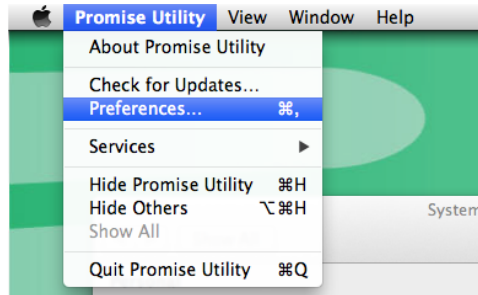 Promise Utility View Window Help
About Promise Utility
Check for Updates...
Preferences... ⌘,
Services ▶
Hide Promise Utility ⌘H
Hide Others ⌥⌘H
Show All
System
Quit Promise Utility ⌘Q